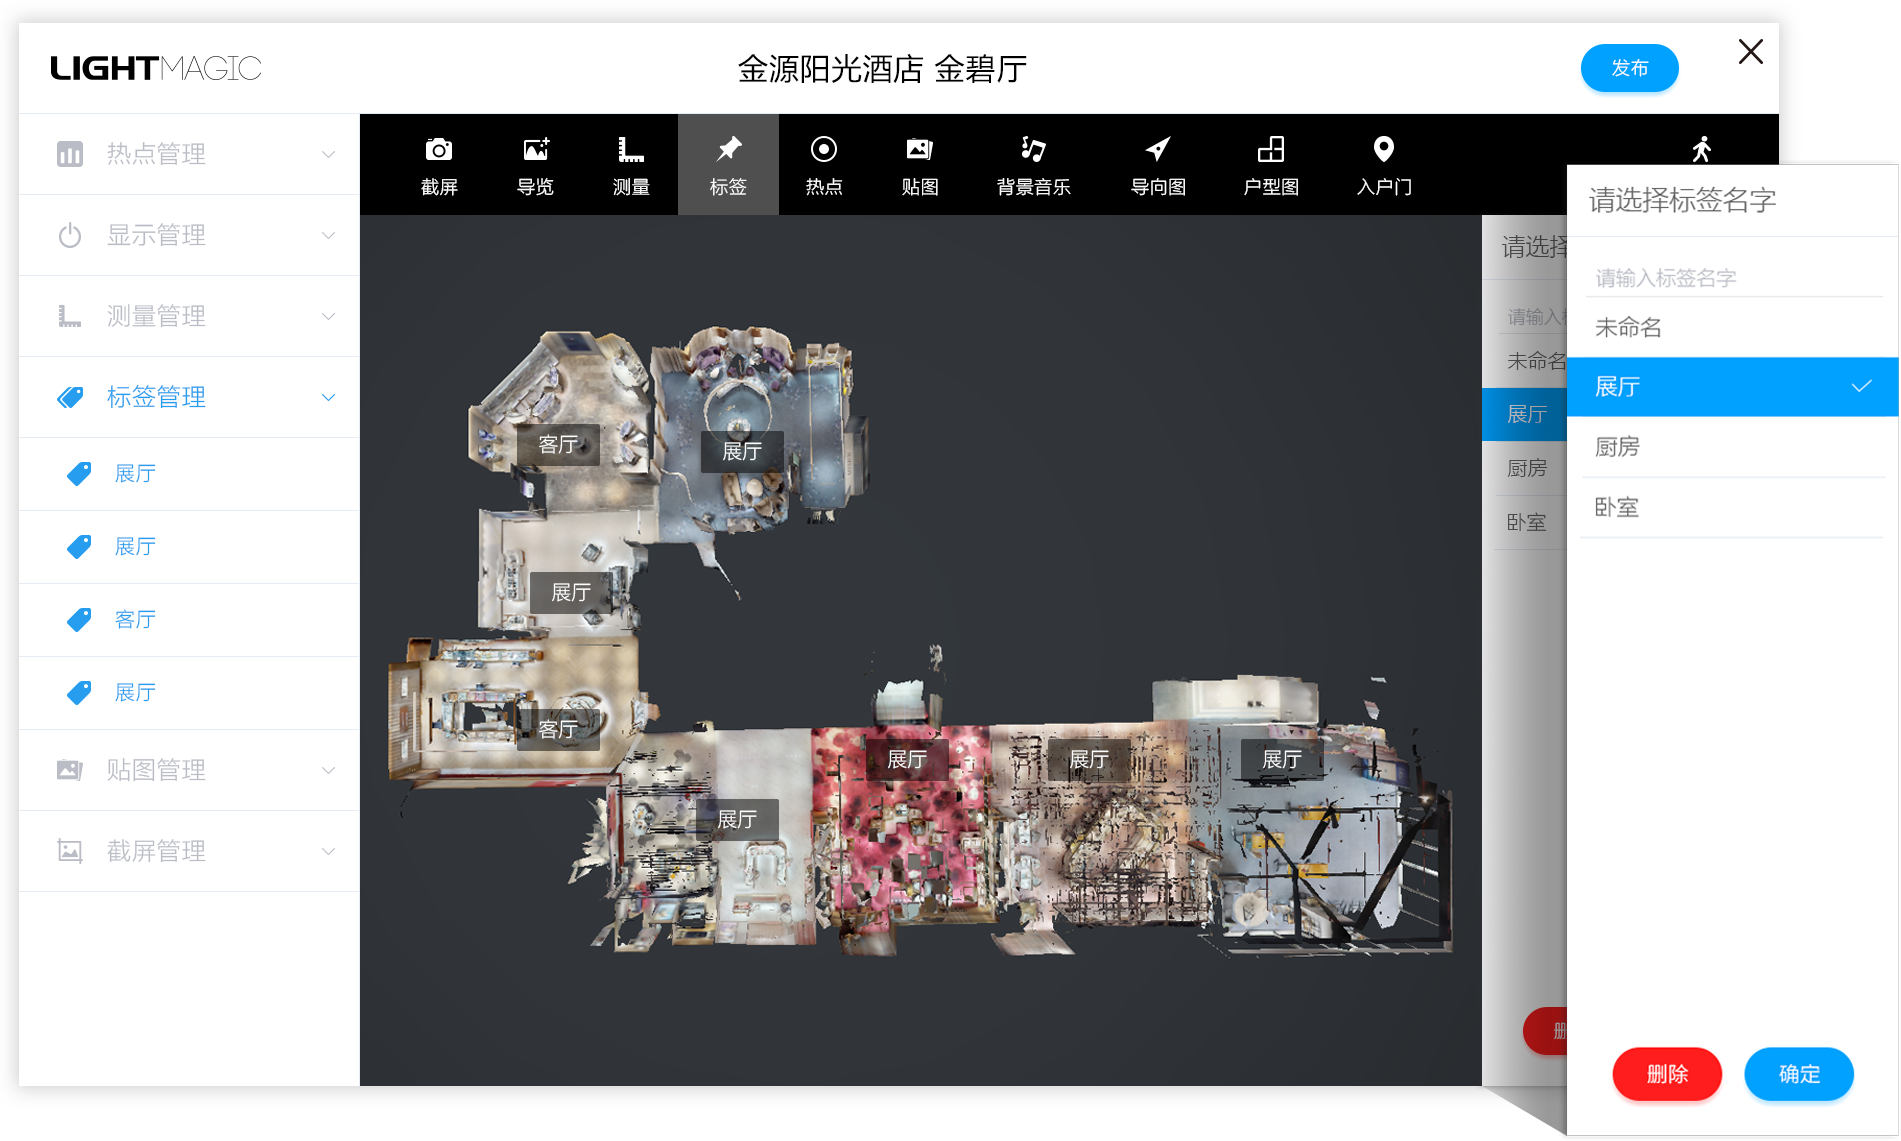 LIGHTMAGIC
金源阳光酒店 金碧厅
发布
热点管理
显示管理
测量管理
标签管理
展厅
展厅
客厅
展厅
贴图管理
截屏管理
截屏
导览
测量
标签
热点
贴图
背景音乐
导向图
户型图
入户门
客厅
展厅
展厅
客厅
展厅
展厅
展厅
展厅
请选择
请输入
未命名
展厅
厨房
卧室
删
请选择标签名字
请输入标签名字
未命名
展厅
厨房
卧室
删除
确定